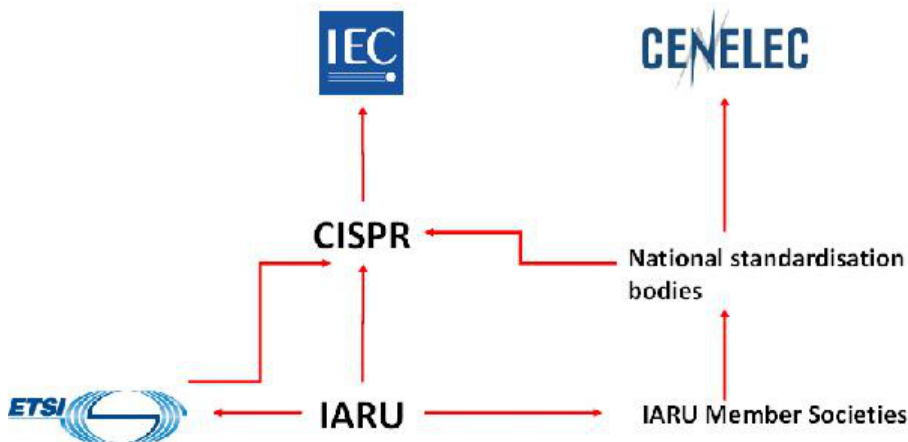 IEC
CENELEC
CISPR
National standardisation
bodies
ETSI
IARU
IARU Member Societies